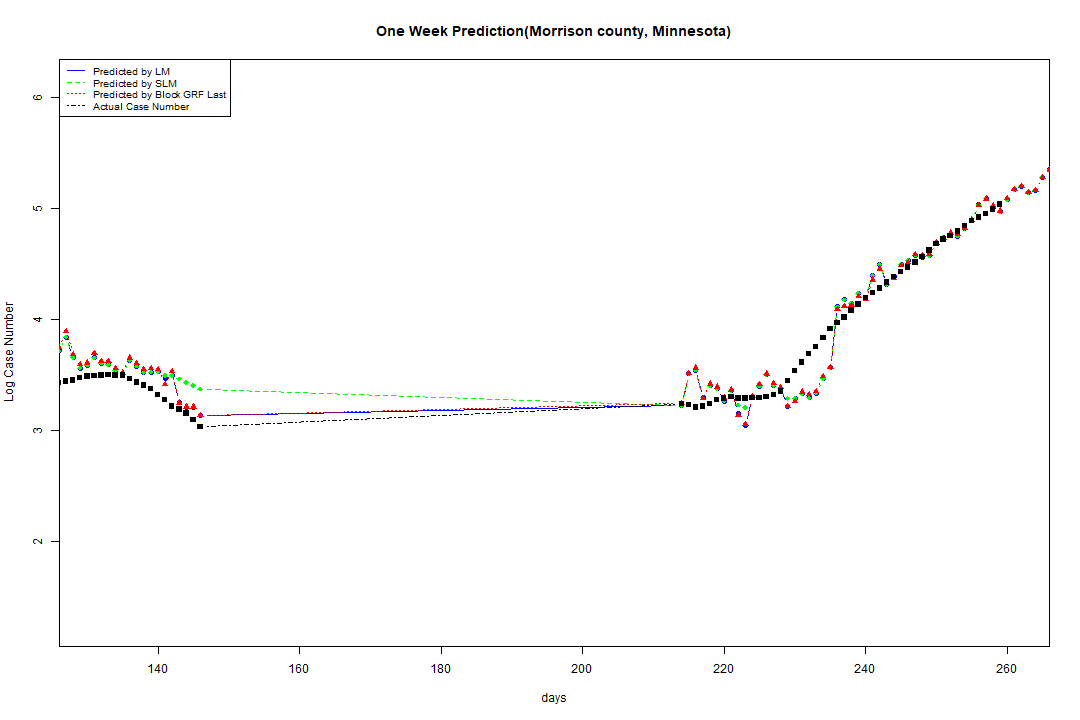 One Week Prediction(Morrison county, Minnesota)
Predicted by LM
Predicted by SLM
Predicted by Block GRF Last
Actual Case Number
6
5
4
3
2
Log Case Number
140 160 180 200 220 240 260
days